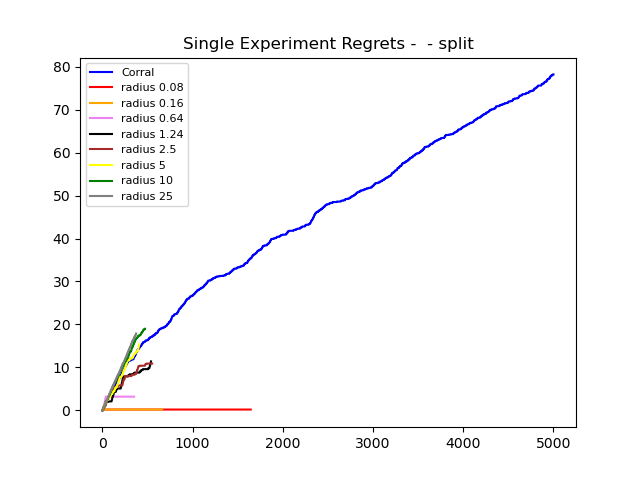 Single Experiment Regrets -  - split
Corral
radius 0.08
radius 0.16
radius 0.64
radius 1.24
radius 2.5
radius 5
radius 10
radius 25
80
70
60
50
40
30
20
10
0
0 1000 2000 3000 4000 5000